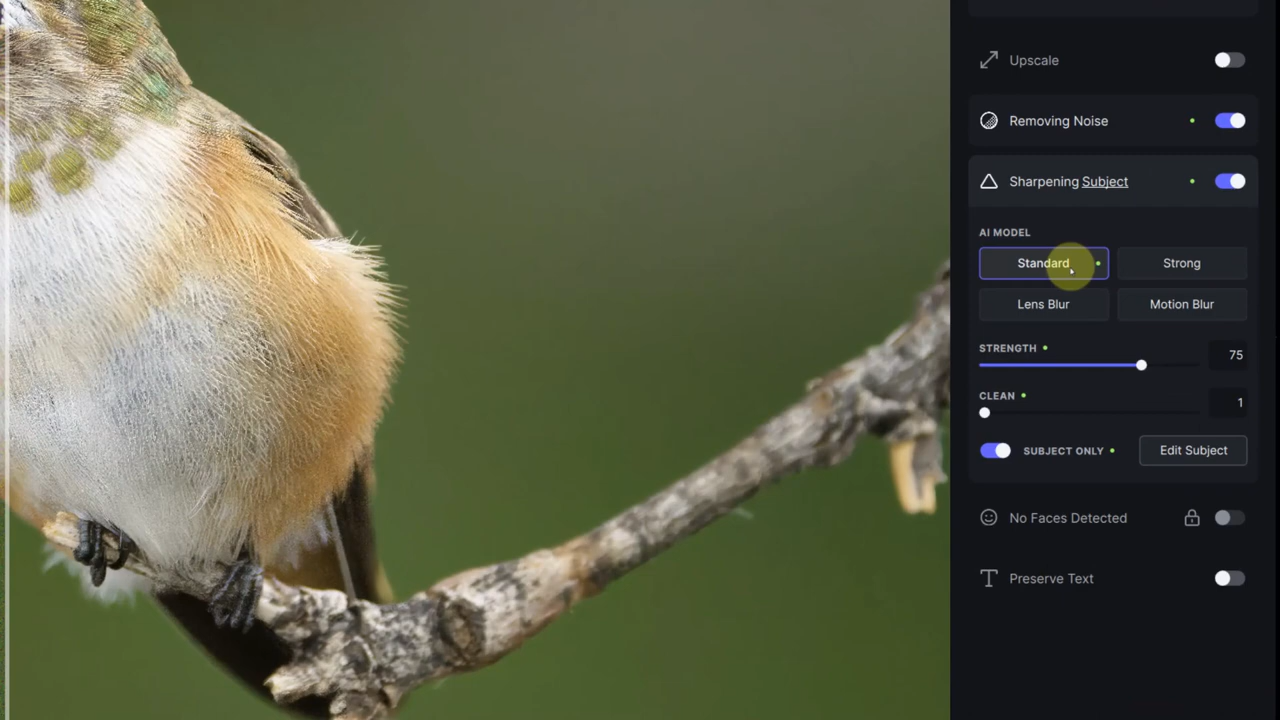 Upscale
Removing Noise
Sharpening Subject
AI MODEL
Standard
Strong
Lens Blur
Motion Blur
STRENGTH
75
CLEAN
1
SUBJECT ONLY
Edit Subject
No Faces Detected
Preserve Text